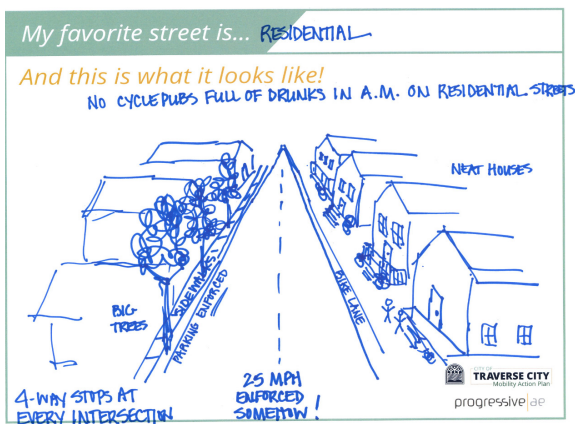 My favorite street is... RESIDENTIAL
And this is what it looks like!
NO CYCLEPUBS FULL OF DRUNKS IN A.M. ON RESIDENTIAL STREETS
NEAT HOUSES
BIG
TREES
SIDEWALKS
PARKING ENFORCED
BIKE LANE
4-WAY STOPS AT
EVERY INTERSECTION
25 MPH
ENFORCED
SOMEHOW!
CITY OF
TRAVERSE CITY
Mobility Action Plan
progressive|ae